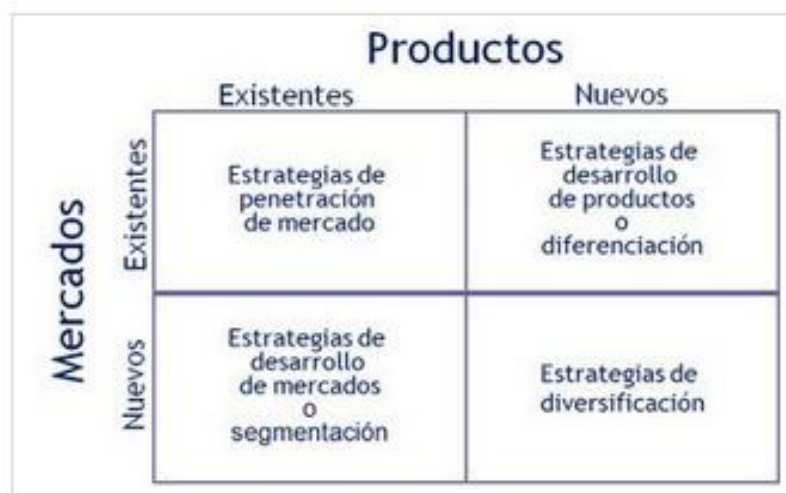 Productos
Existentes Nuevos
Mercados
Existentes
Estrategias de
penetración
de mercado
Estrategias de
desarrollo
de productos
o
diferenciación
Nuevos
Estrategias de
desarrollo
de mercados
o
segmentación
Estrategias de
diversificación